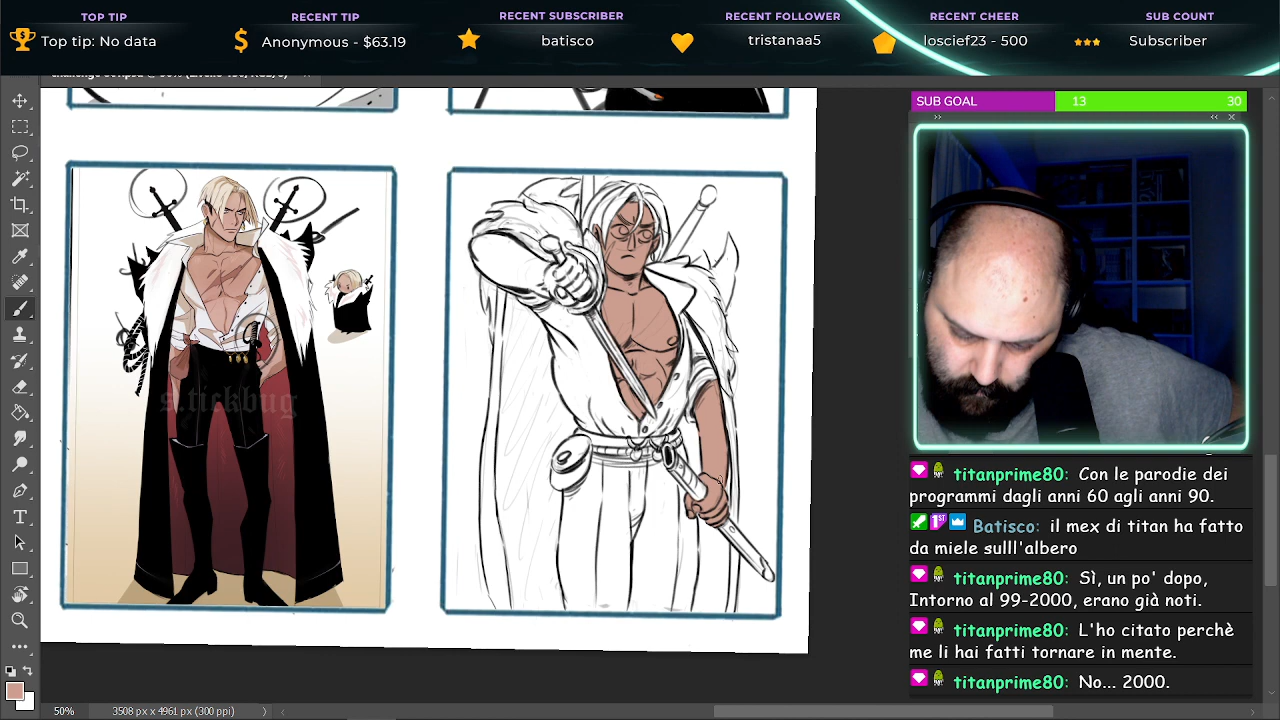 TOP TIP
Top tip: No data
RECENT TIP
Anonymous - $63.19
RECENT SUBSCRIBER
batisco
RECENT FOLLOWER
tristanaa5
RECENT CHEER
loscief23 - 500
SUB COUNT
Subscriber
SUB GOAL 13 30
s.tickbug
titanprime80: Con le parodie dei
programmi dagli anni 60 agli anni 90.
Batisco: il mex di titan ha fatto
da miele sulll'albero
titanprime80: Sì, un po' dopo,
Intorno al 99-2000, erano già noti.
titanprime80: L'ho citato perchè
me li hai fatti tornare in mente.
titanprime80: No... 2000.
50% 3508 px x 4961 px (300 ppi)